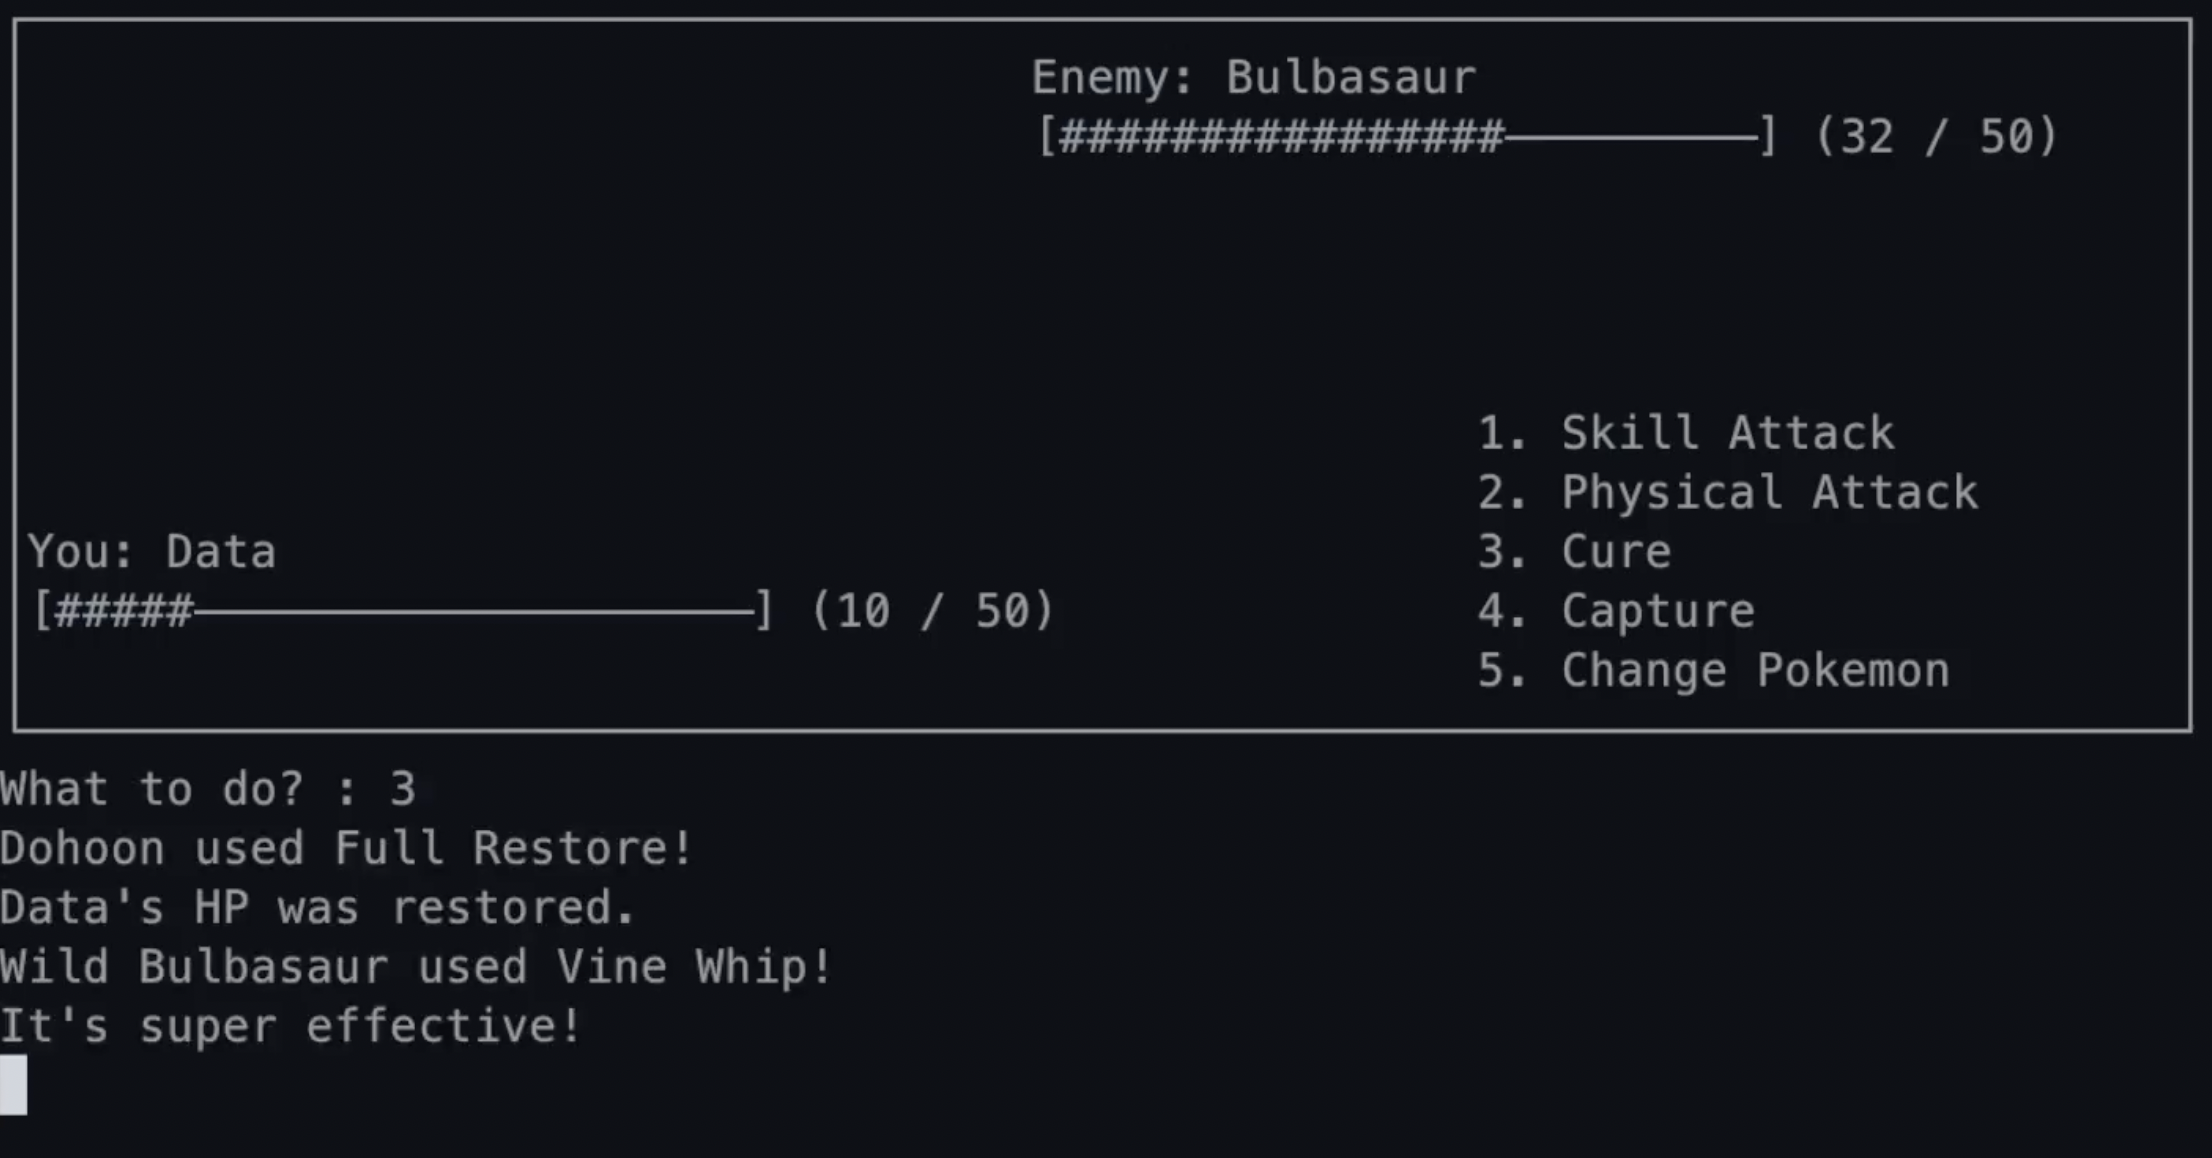 Enemy: Bulbasaur
[################—————————] (32 / 50)
1. Skill Attack
2. Physical Attack
You: Data
3. Cure
[#####————————————————————] (10 / 50)
4. Capture
5. Change Pokemon
What to do? : 3
Dohoon used Full Restore!
Data's HP was restored.
Wild Bulbasaur used Vine Whip!
It's super effective!